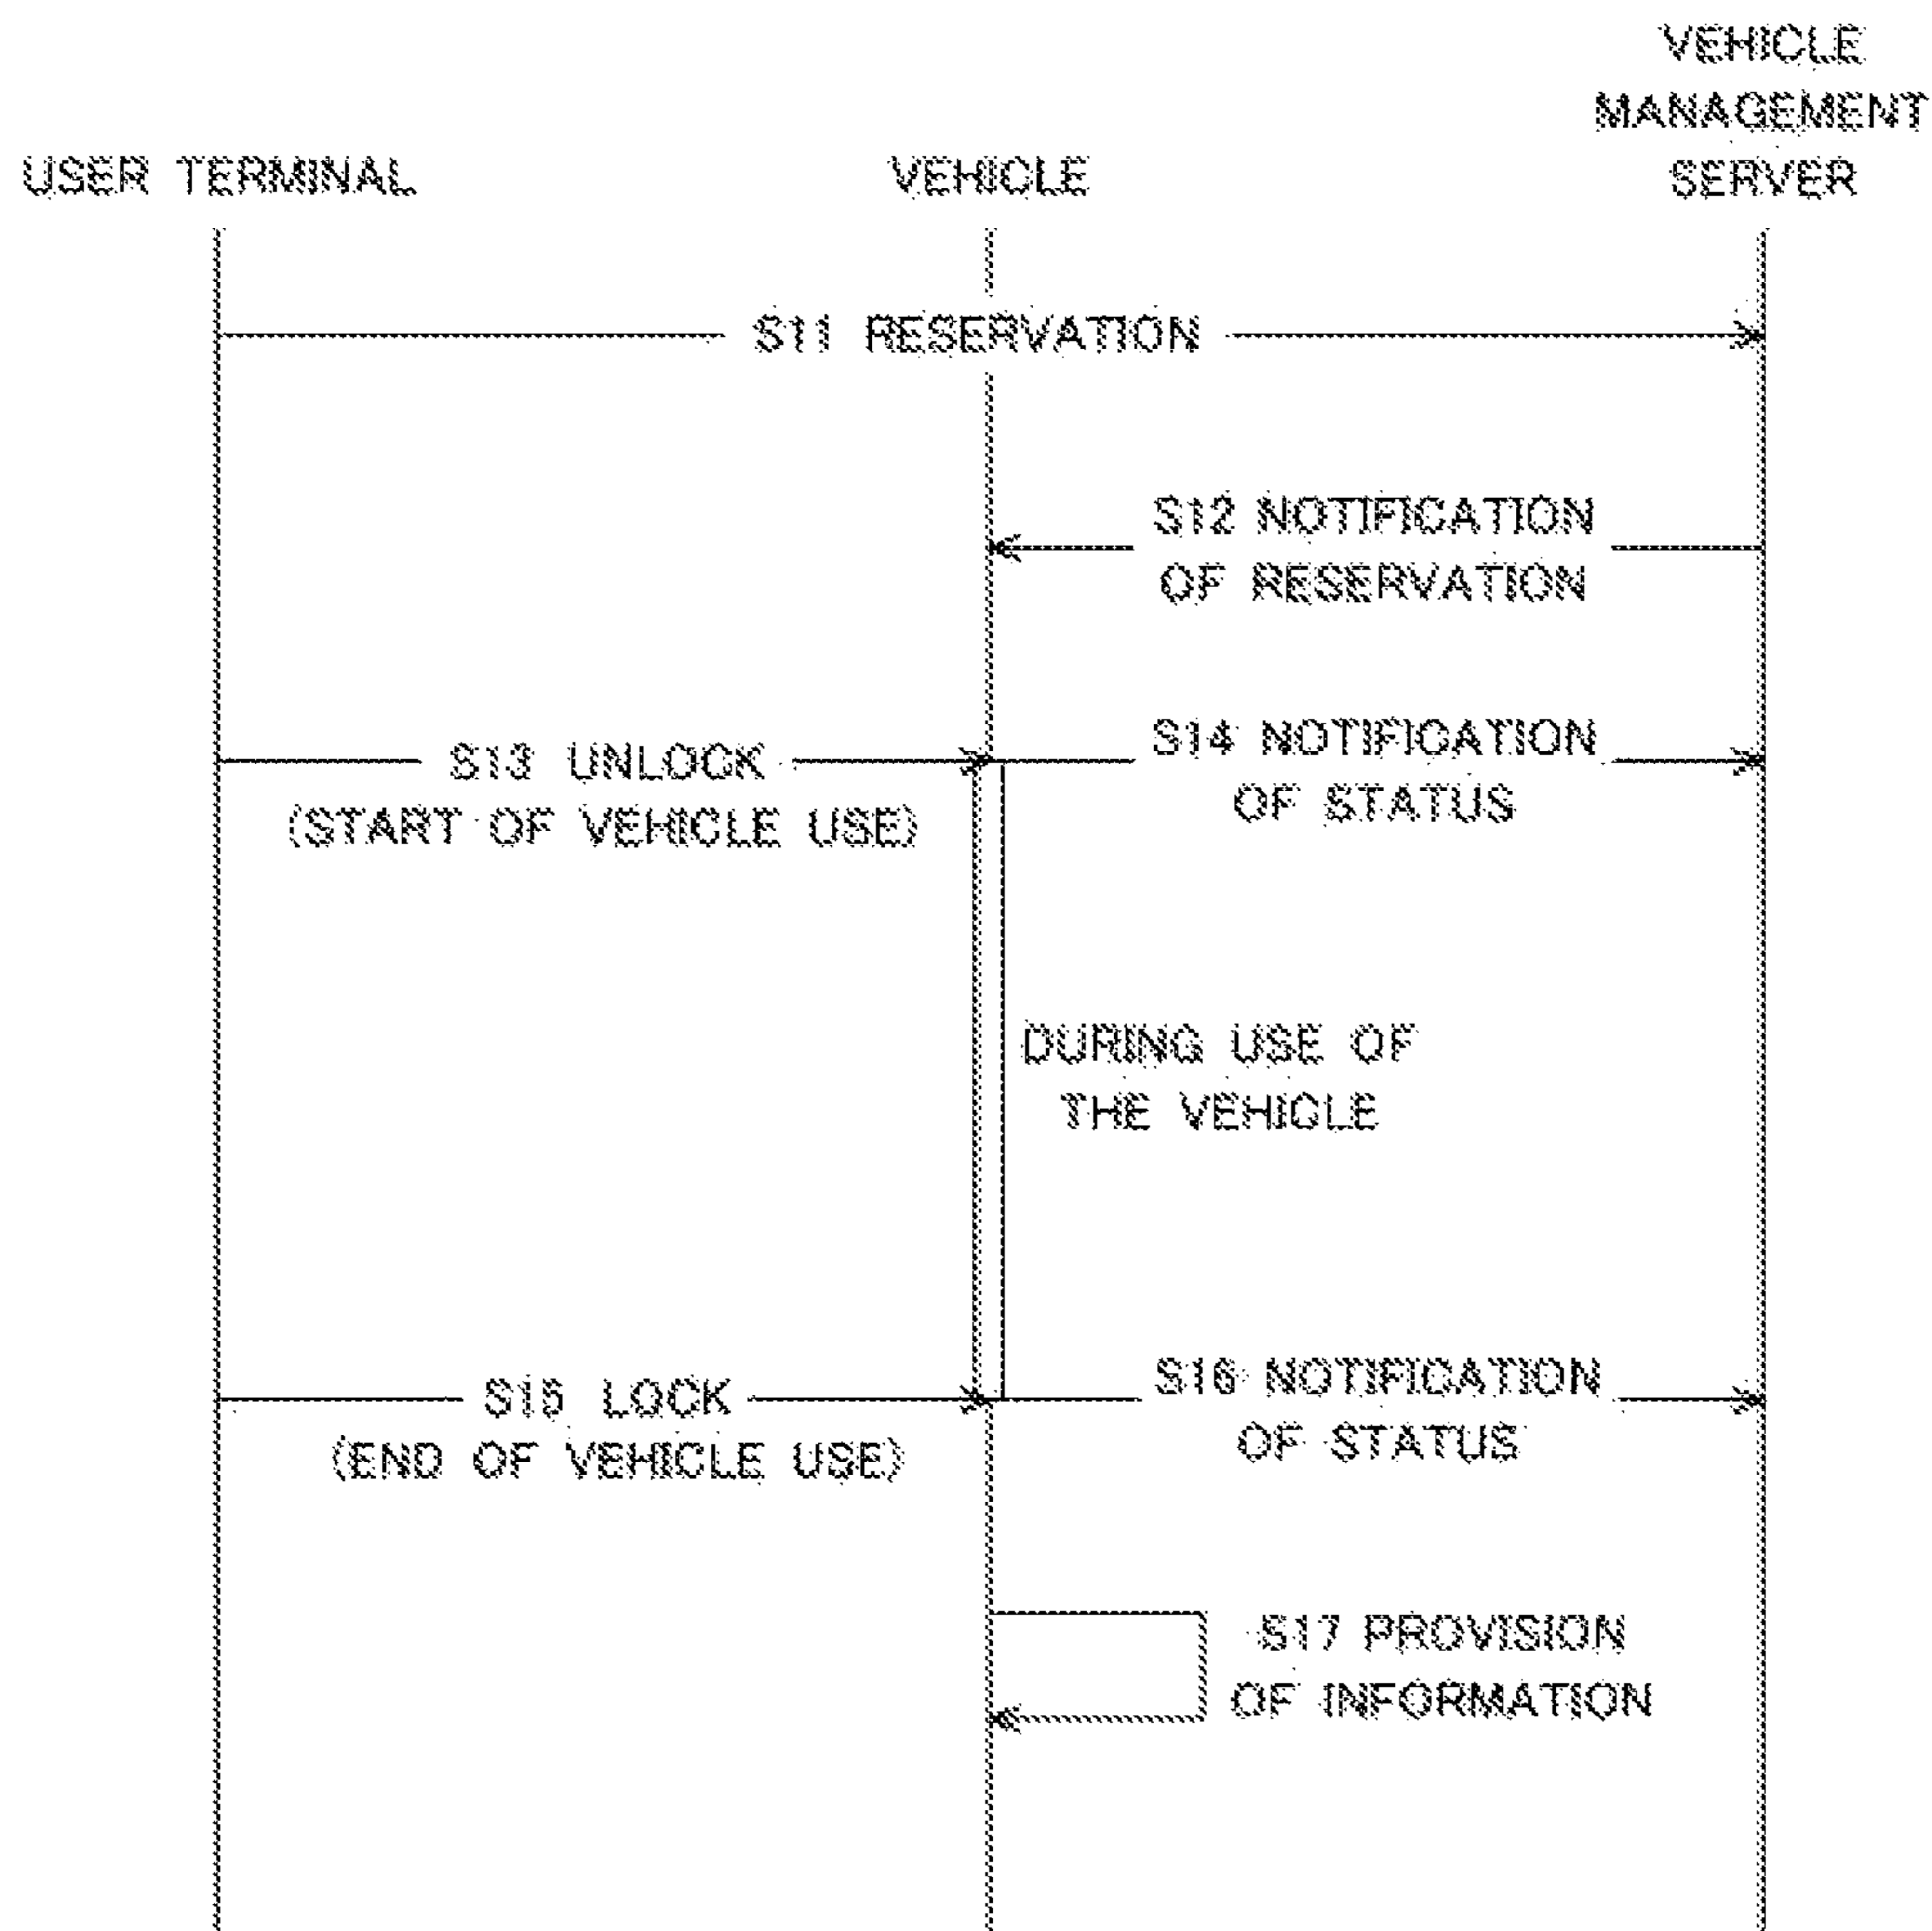 VEHICLE
MANAGEMENT
SERVER
USER TERMINAL
VEHICLE
S11 RESERVATION
S12 NOTIFICATION
OF RESERVATION
S13 UNLOCK
(START OF VEHICLE USE)
S14 NOTIFICATION
OF STATUS
DURING USE OF
THE VEHICLE
S15 LOCK
(END OF VEHICLE USE)
S16 NOTIFICATION
OF STATUS
S17 PROVISION
OF INFORMATION